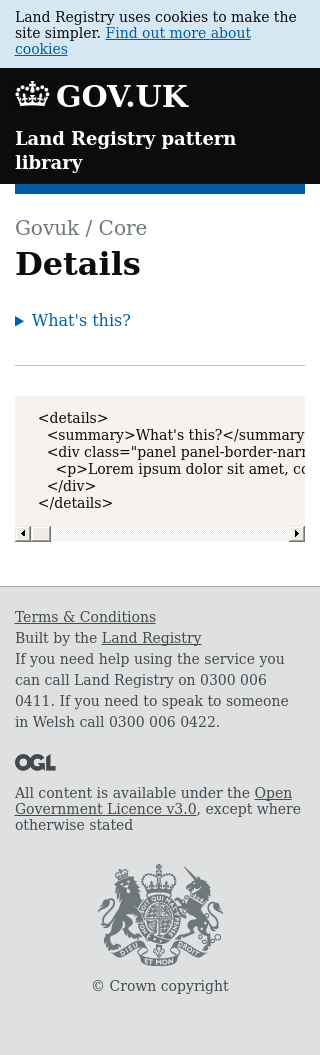 Land Registry uses cookies to make the
site simpler. Find out more about
cookies
GOV.UK
Land Registry pattern
library
Govuk / Core
Details
What's this?
<details>
<summary>What's this?</summary
<div class="panel panel-border-narr
<p>Lorem ipsum dolor sit amet, co
</div>
</details>
Terms & Conditions
Built by the Land Registry
If you need help using the service you
can call Land Registry on 0300 006
0411. If you need to speak to someone
in Welsh call 0300 006 0422.
OGL
All content is available under the Open
Government Licence v3.0, except where
otherwise stated
© Crown copyright